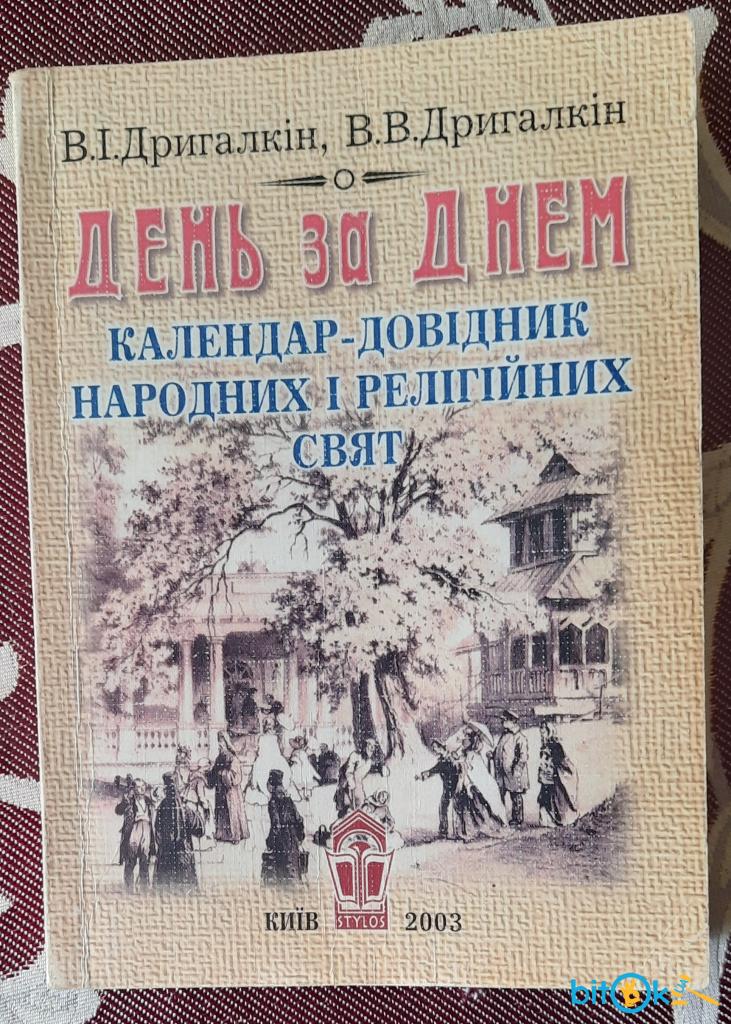 В.І.Дригалкін, В.В.Дригалкін
ДЕНЬ за ДНЕМ
КАЛЕНДАР-ДОВІДНИК
НАРОДНИХ І РЕЛІГІЙНИХ
СВЯТ
КИЇВ STYLOS 2003
bitok